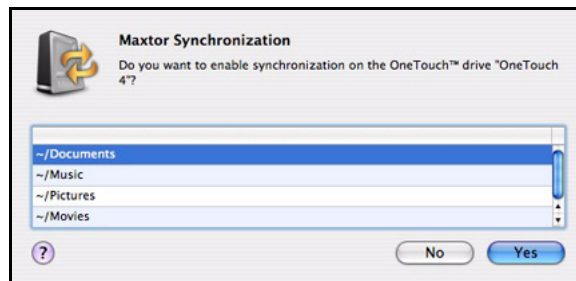 Maxtor Synchronization
Do you want to enable synchronization on the OneTouch™ drive "OneTouch
4"?
~/Documents
~/Music
~/Pictures
~/Movies
?
No
Yes